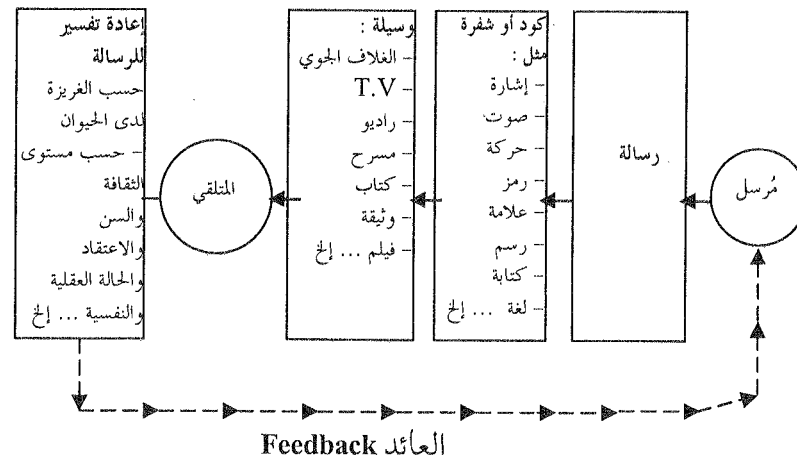 مُرسل
رسالة
كود أو شفرة
مثل :
– إشارة
– صوت
– حركة
– رمز
– علامة
– رسم
– كتابة
– لغة ... إلخ
وسيلة :
– الغلاف الجوي
– T.V
– راديو
– مسرح
– كتاب
– وثيقة
– فيلم ... إلخ
المتلقي
إعادة تفسير
للرسالة
حسب الغريزة
لدى الحيوان
– حسب مستوى
الثقافة
والسن
والاعتقاد
والحالة العقلية
والنفسية ... إلخ
العائد Feedback